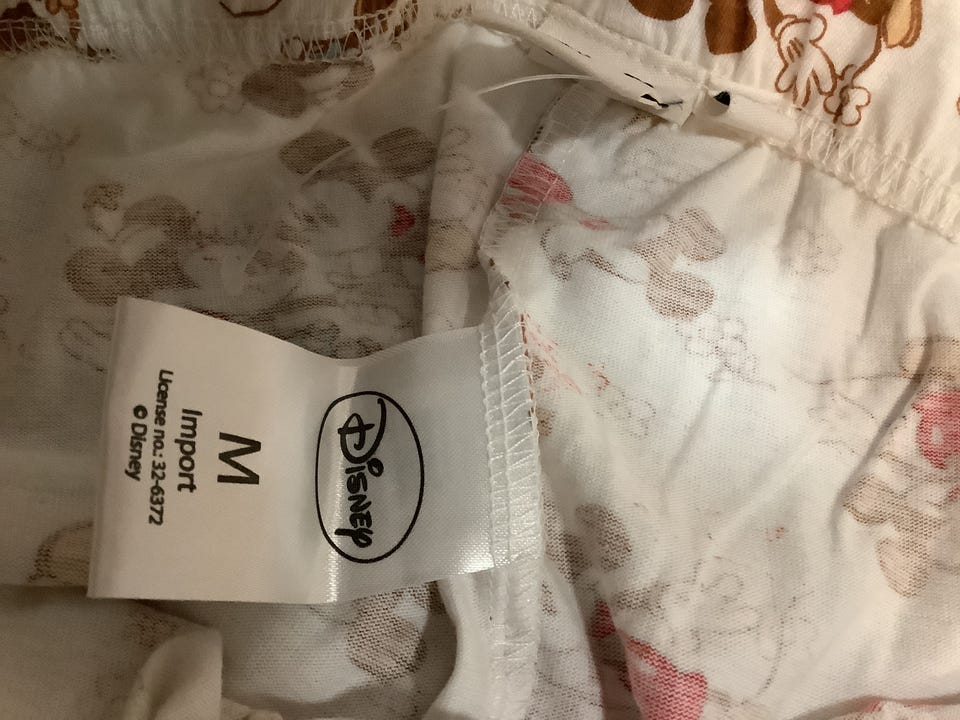 Disney
M
Import
License no.: 32-6372
© Disney